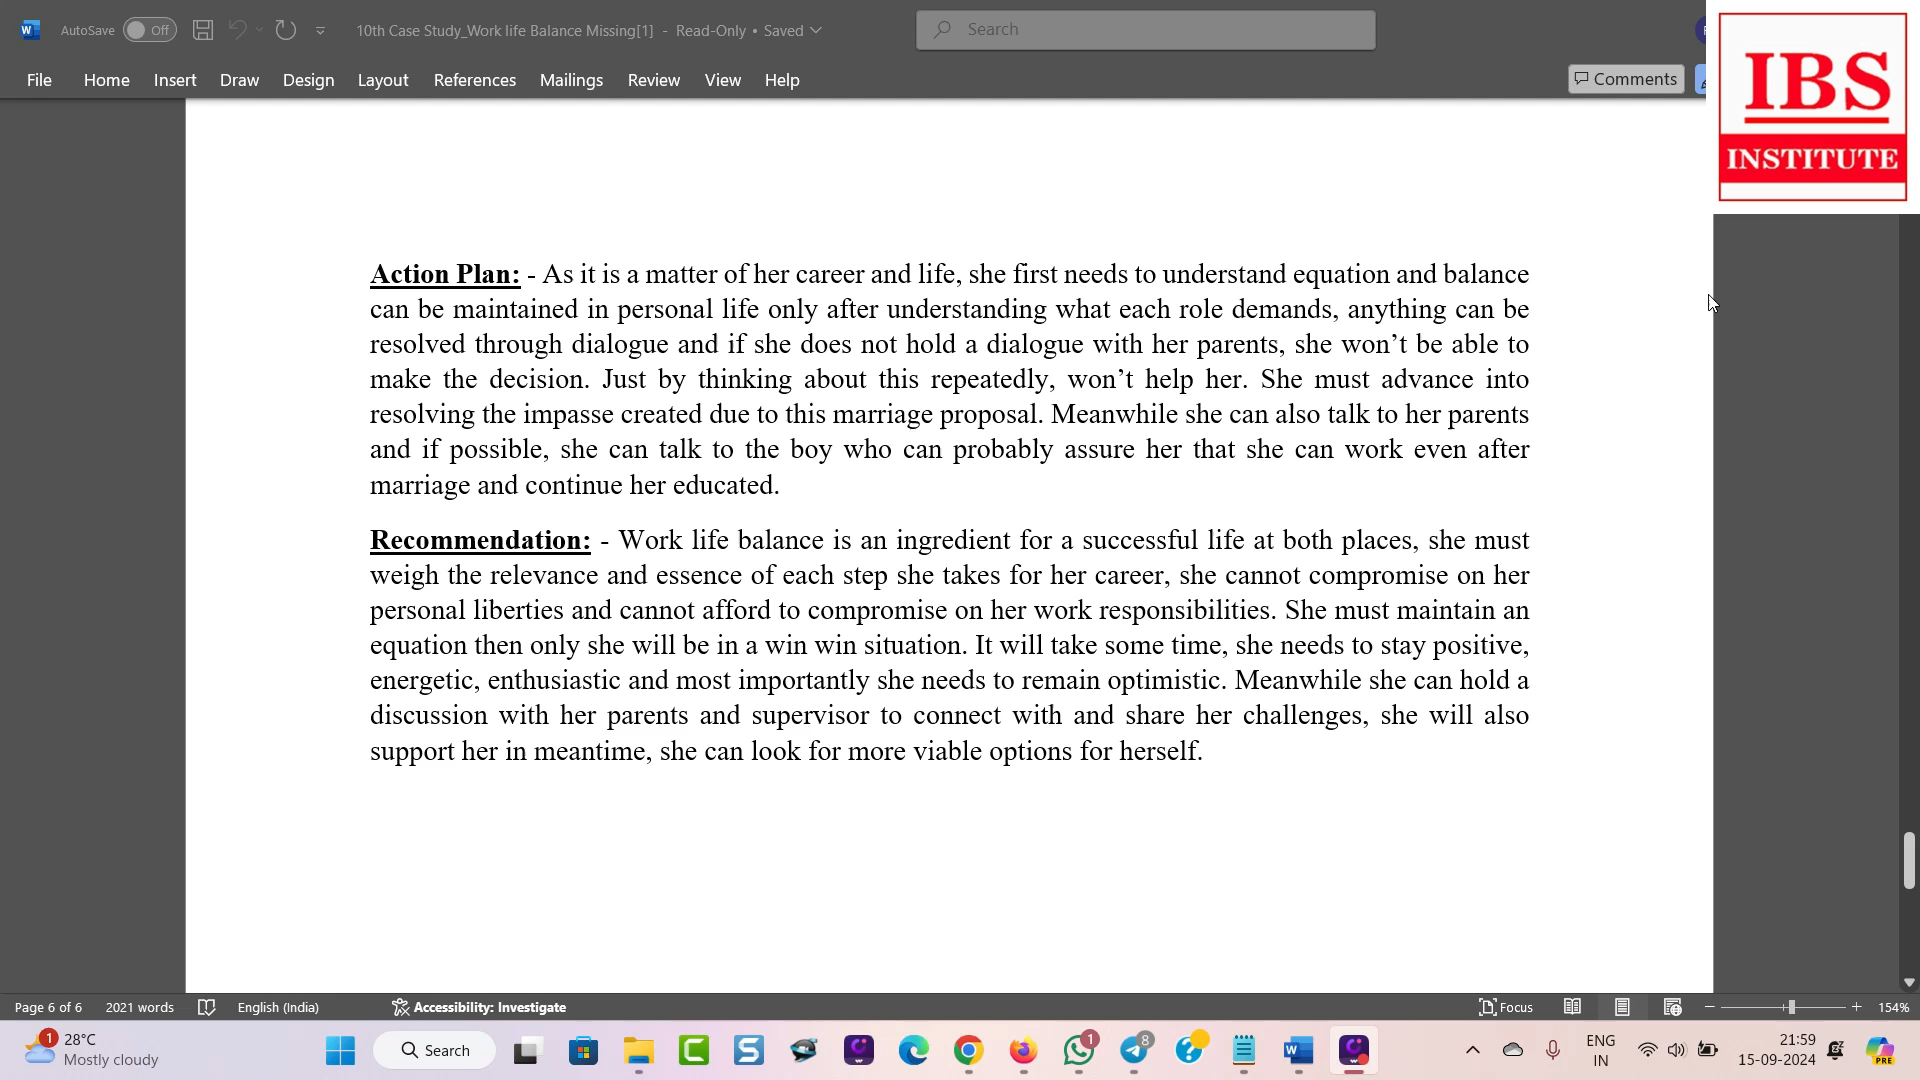 AutoSave Off 10th Case Study_Work life Balance Missing[1] - Read-Only • Saved Search
File Home Insert Draw Design Layout References Mailings Review View Help Comments
IBS
INSTITUTE
Action Plan: - As it is a matter of her career and life, she first needs to understand equation and balance
can be maintained in personal life only after understanding what each role demands, anything can be
resolved through dialogue and if she does not hold a dialogue with her parents, she won’t be able to
make the decision. Just by thinking about this repeatedly, won’t help her. She must advance into
resolving the impasse created due to this marriage proposal. Meanwhile she can also talk to her parents
and if possible, she can talk to the boy who can probably assure her that she can work even after
marriage and continue her educated.
Recommendation: - Work life balance is an ingredient for a successful life at both places, she must
weigh the relevance and essence of each step she takes for her career, she cannot compromise on her
personal liberties and cannot afford to compromise on her work responsibilities. She must maintain an
equation then only she will be in a win win situation. It will take some time, she needs to stay positive,
energetic, enthusiastic and most importantly she needs to remain optimistic. Meanwhile she can hold a
discussion with her parents and supervisor to connect with and share her challenges, she will also
support her in meantime, she can look for more viable options for herself.
Page 6 of 6 2021 words English (India) Accessibility: Investigate Focus 154%
1 28°C
Mostly cloudy
Search
1 8
ENG
IN
21:59
15-09-2024
PRE